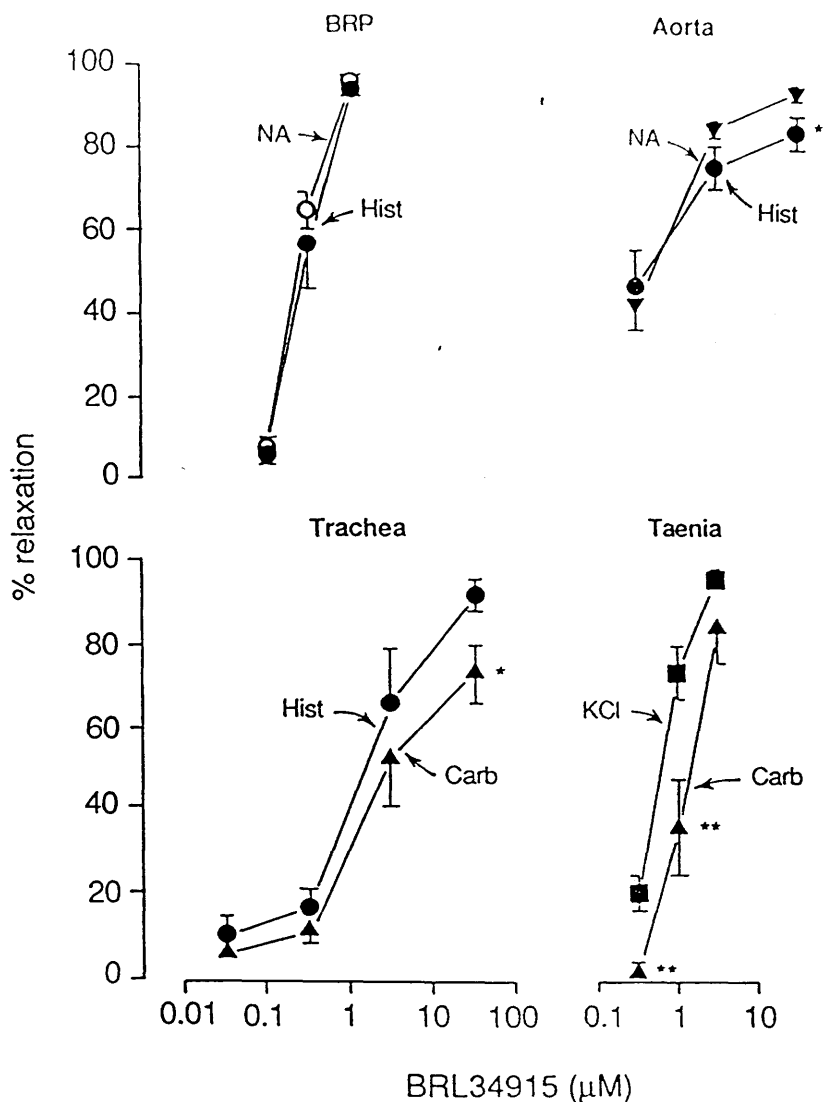 BRP
Aorta
% relaxation
100
80
60
40
20
0
NA
Hist
NA
Hist
*
Trachea
Taenia
100
80
60
40
20
0
Hist
Carb
*
KCl
Carb
**
**
0.01 0.1 1 10 100
0.1 1 10
BRL34915 (μM)